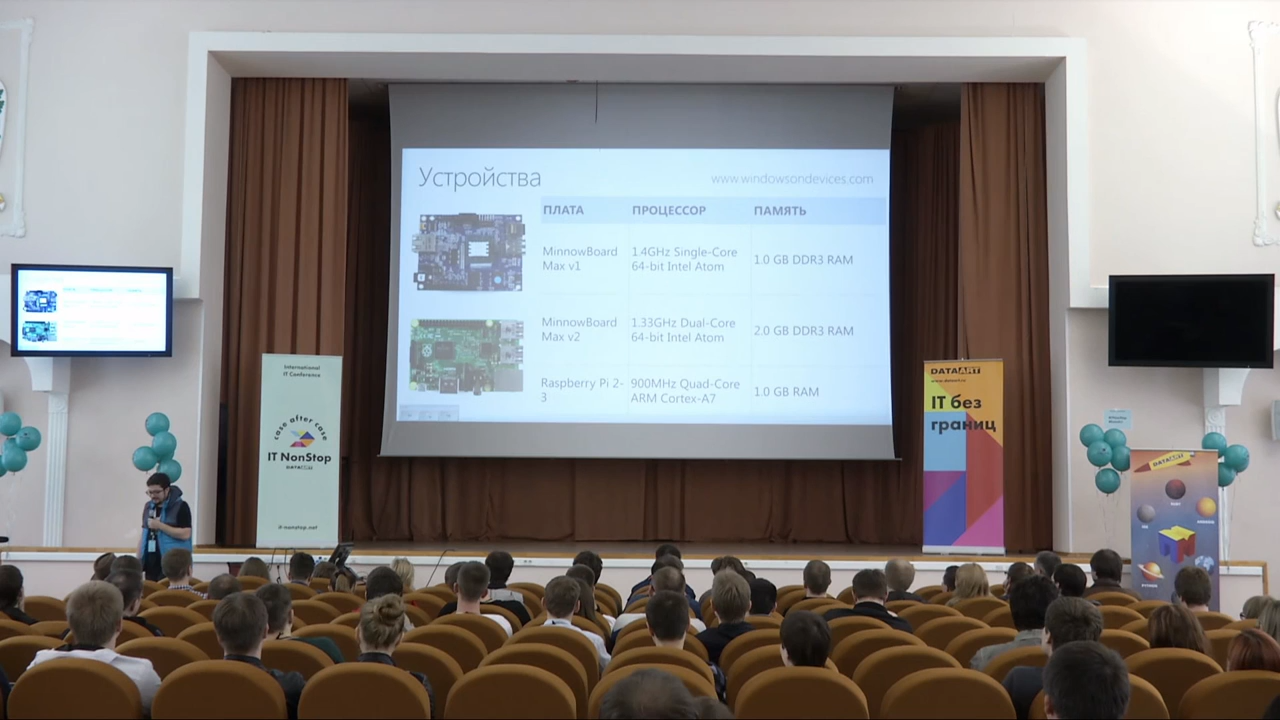 Устройства
www.windowsondevices.com
ПЛАТА ПРОЦЕССОР ПАМЯТЬ
MinnowBoard
Max v1
1.4GHz Single-Core
64-bit Intel Atom
1.0 GB DDR3 RAM
MinnowBoard
Max v2
1.33GHz Dual-Core
64-bit Intel Atom
2.0 GB DDR3 RAM
Raspberry Pi 2-
3
900MHz Quad-Core
ARM Cortex-A7
1.0 GB RAM
International
IT Conference
case after case
IT NonStop
DATAART
it-nonstop.net
DATAART
www.dataart.ru
IT без
границ
DATAART